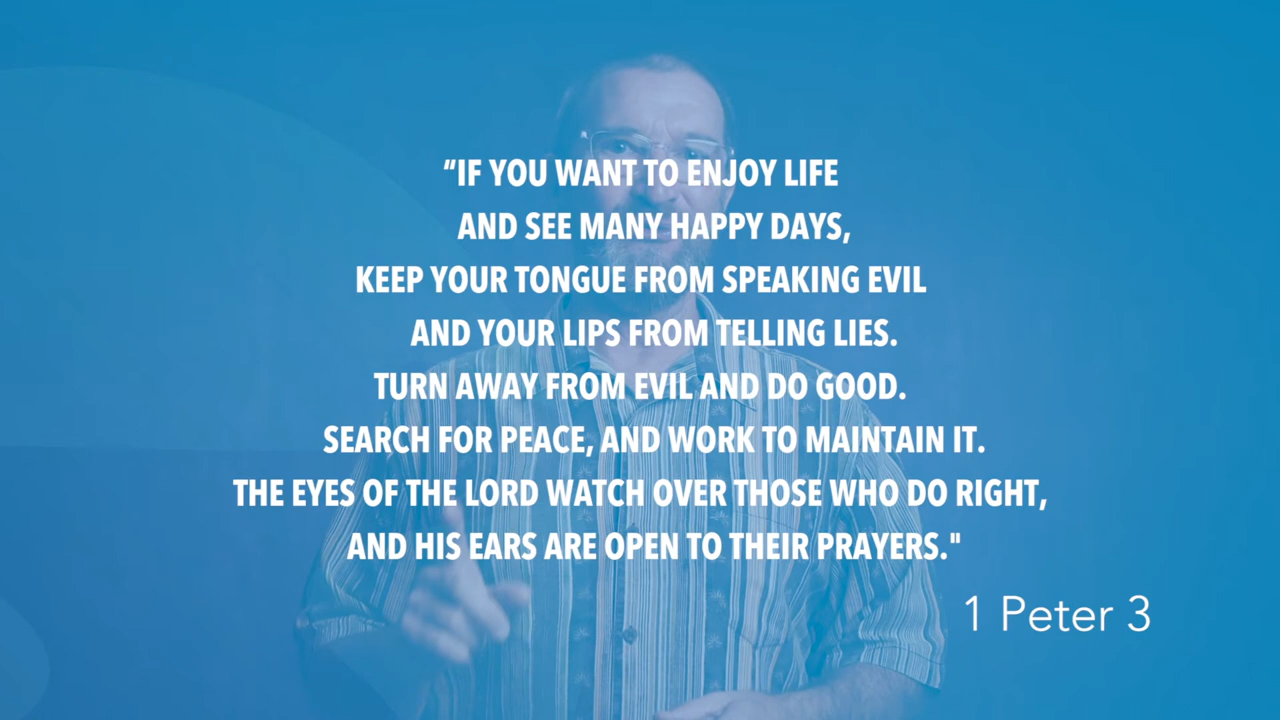 “IF YOU WANT TO ENJOY LIFE
AND SEE MANY HAPPY DAYS,
KEEP YOUR TONGUE FROM SPEAKING EVIL
AND YOUR LIPS FROM TELLING LIES.
TURN AWAY FROM EVIL AND DO GOOD.
SEARCH FOR PEACE, AND WORK TO MAINTAIN IT.
THE EYES OF THE LORD WATCH OVER THOSE WHO DO RIGHT,
AND HIS EARS ARE OPEN TO THEIR PRAYERS."
1 Peter 3